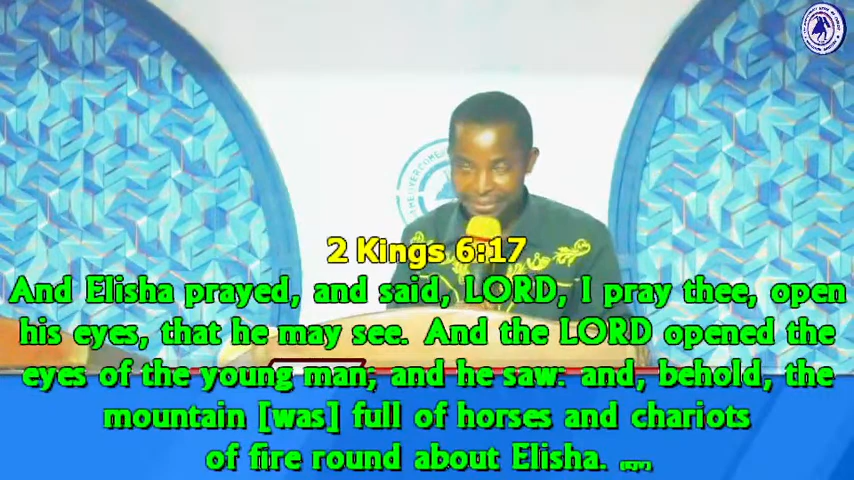 2 Kings 6:17
And Elisha prayed, and said, LORD, I pray thee, open
his eyes, that he may see. And the LORD opened the
eyes of the young man; and he saw: and, behold, the
mountain [was] full of horses and chariots
of fire round about Elisha. (KJV)